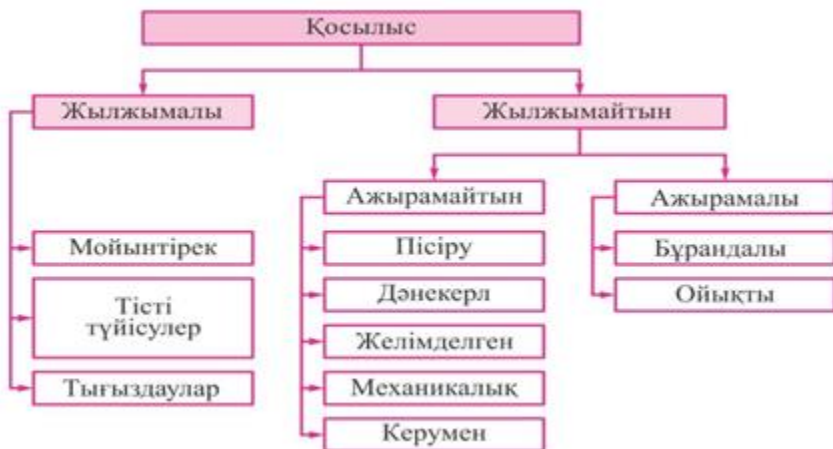 Қосылыс
Жылжымалы
Жылжымайтын
Ажырамайтын
Ажырамалы
Мойынтірек
Пісіру
Бұрандалы
Тісті
түйісулер
Дәнекерл
Ойықты
Желімделген
Тығыздаулар
Механикалық
Керумен